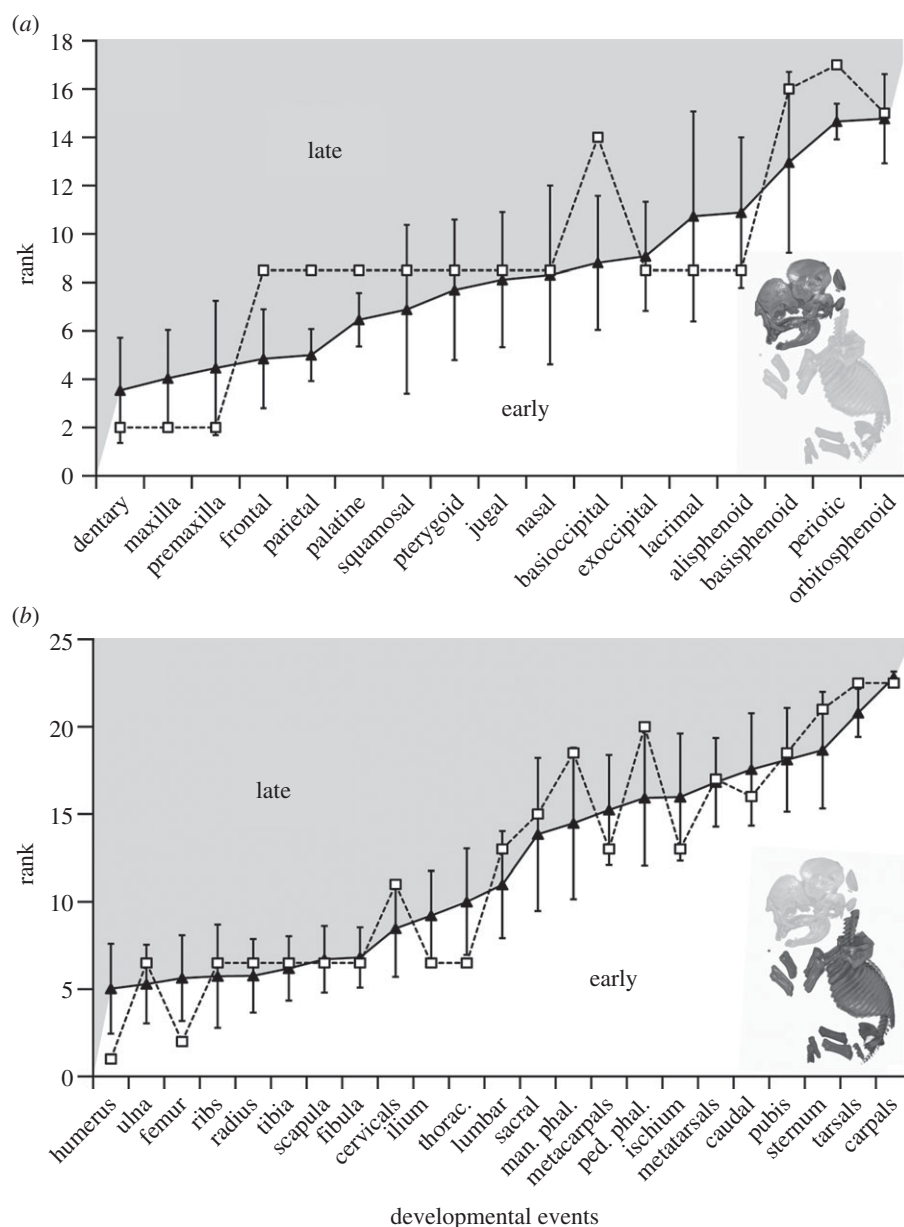 (a)
18
16
14
12
10
8
6
4
2
0
rank
late
early
dentary
maxilla
premaxilla
frontal
parietal
palatine
squamosal
pterygoid
jugal
nasal
basioccipital
exoccipital
lacrimal
alisphenoid
basisphenoid
periotic
orbitosphenoid
(b)
25
20
15
10
5
0
rank
late
early
humerus
ulna
femur
ribs
radius
tibia
scapula
fibula
cervicals
ilium
thorac.
lumbar
sacral
man. phal.
metacarpals
ped. phal.
ischium
metatarsals
caudal
pubis
sternum
tarsals
carpals
developmental events